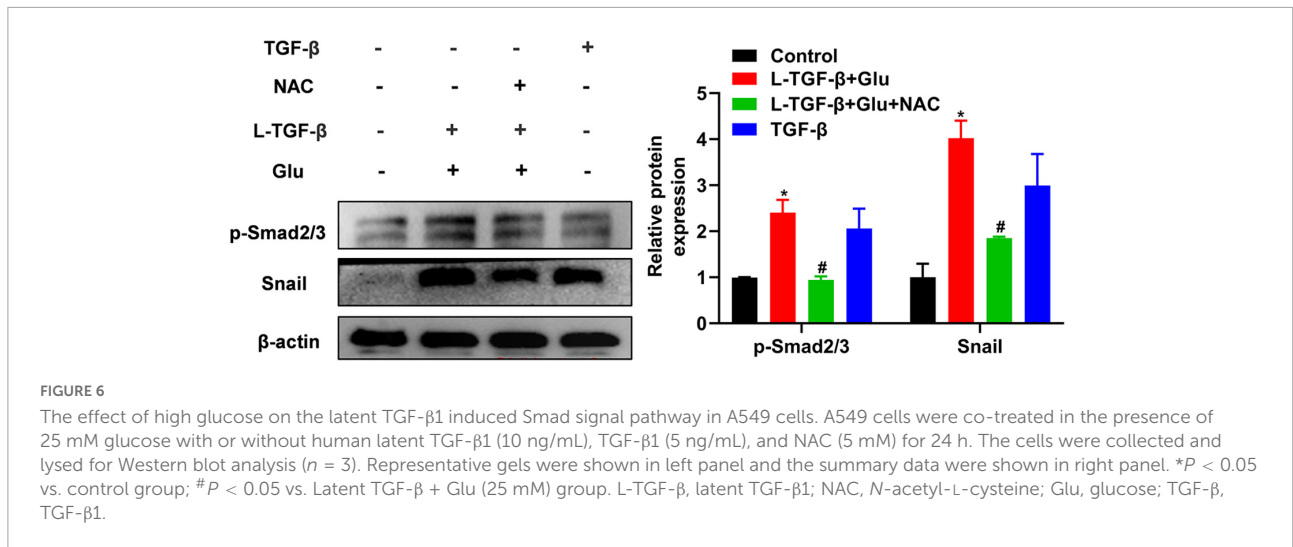 TGF-β - - - +
NAC - - + -
L-TGF-β - + + -
Glu - + + -
p-Smad2/3
Snail
β-actin
Control
L-TGF-β+Glu
L-TGF-β+Glu+NAC
TGF-β
Relative protein
expression
5
4
3
2
1
0
*
#
*
#
p-Smad2/3 Snail
FIGURE 6
The effect of high glucose on the latent TGF-β1 induced Smad signal pathway in A549 cells. A549 cells were co-treated in the presence of
25 mM glucose with or without human latent TGF-β1 (10 ng/mL), TGF-β1 (5 ng/mL), and NAC (5 mM) for 24 h. The cells were collected and
lysed for Western blot analysis (n = 3). Representative gels were shown in left panel and the summary data were shown in right panel. *P < 0.05
vs. control group; #P < 0.05 vs. Latent TGF-β + Glu (25 mM) group. L-TGF-β, latent TGF-β1; NAC, N-acetyl-L-cysteine; Glu, glucose; TGF-β,
TGF-β1.